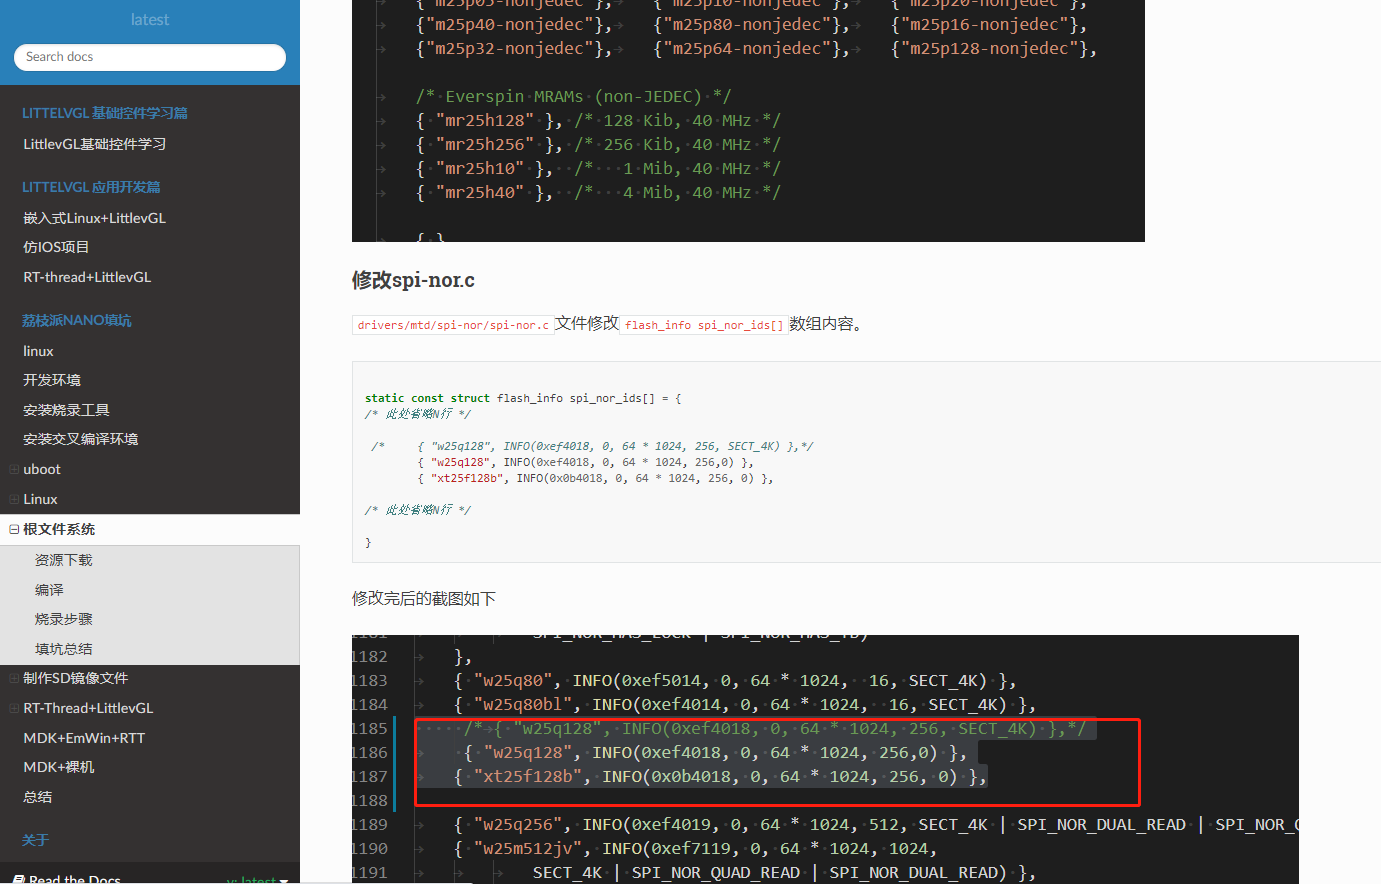 latest
Search docs
LITTELVGL 基础控件学习篇
LittlevGL基础控件学习
LITTELVGL 应用开发篇
嵌入式Linux+LittlevGL
仿IOS项目
RT-thread+LittlevGL
荔枝派NANO填坑
linux
开发环境
安装烧录工具
安装交叉编译环境
uboot
Linux
根文件系统
资源下载
编译
烧录步骤
填坑总结
制作SD镜像文件
RT-Thread+LittlevGL
MDK+EmWin+RTT
MDK+裸机
总结
关于
Read the Docs
v: latest
{"m25p05-nonjedec"}, {"m25p10-nonjedec"}, {"m25p20-nonjedec"},
{"m25p40-nonjedec"}, {"m25p80-nonjedec"}, {"m25p16-nonjedec"},
{"m25p32-nonjedec"}, {"m25p64-nonjedec"}, {"m25p128-nonjedec"},
/* Everspin MRAMs (non-JEDEC) */
{ "mr25h128" }, /* 128 Kib, 40 MHz */
{ "mr25h256" }, /* 256 Kib, 40 MHz */
{ "mr25h10" }, /* 1 Mib, 40 MHz */
{ "mr25h40" }, /* 4 Mib, 40 MHz */
{ }
修改spi-nor.c
drivers/mtd/spi-nor/spi-nor.c 文件修改 flash_info spi_nor_ids[] 数组内容。
static const struct flash_info spi_nor_ids[] = {
/* 此处省略N行 */
/* { "w25q128", INFO(0xef4018, 0, 64 * 1024, 256, SECT_4K) },*/
{ "w25q128", INFO(0xef4018, 0, 64 * 1024, 256,0) },
{ "xt25f128b", INFO(0x0b4018, 0, 64 * 1024, 256, 0) },
/* 此处省略N行 */
}
修改完后的截图如下
1181 SPI_NOR_HAS_LOCK | SPI_NOR_HAS_TB)
1182 },
1183 { "w25q80", INFO(0xef5014, 0, 64 * 1024, 16, SECT_4K) },
1184 { "w25q80bl", INFO(0xef4014, 0, 64 * 1024, 16, SECT_4K) },
1185 /* { "w25q128", INFO(0xef4018, 0, 64 * 1024, 256, SECT_4K) },*/
1186 { "w25q128", INFO(0xef4018, 0, 64 * 1024, 256,0) },
1187 { "xt25f128b", INFO(0x0b4018, 0, 64 * 1024, 256, 0) },
1188
1189 { "w25q256", INFO(0xef4019, 0, 64 * 1024, 512, SECT_4K | SPI_NOR_DUAL_READ | SPI_NOR_
1190 { "w25m512jv", INFO(0xef7119, 0, 64 * 1024, 1024,
1191 SECT_4K | SPI_NOR_QUAD_READ | SPI_NOR_DUAL_READ) },